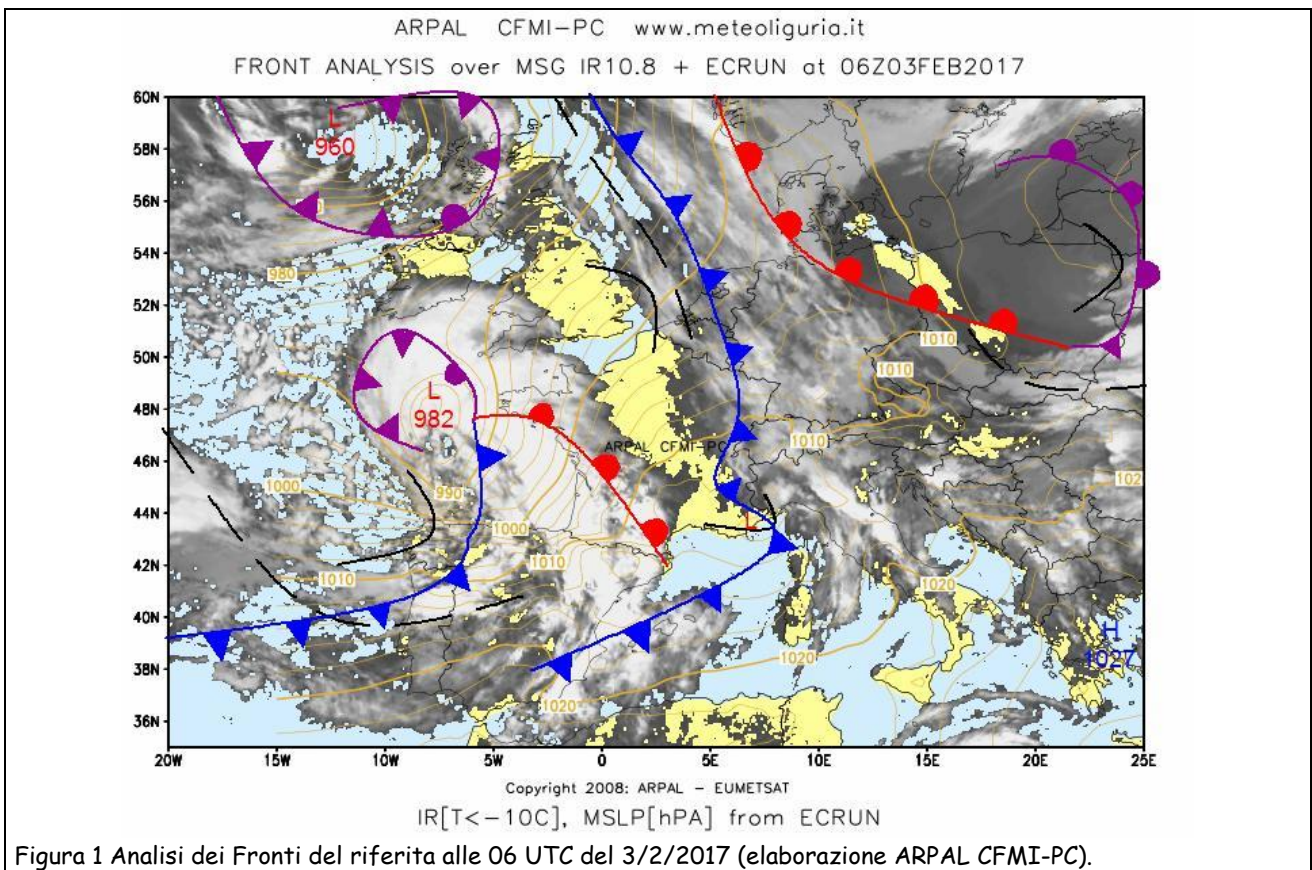 ARPAL CFMI-PC www.meteoliguria.it
FRONT ANALYSIS over MSG IR10.8 + ECRUN at 06Z03FEB2017
60N
58N
56N
54N
52N
50N
48N
46N
44N
42N
40N
38N
36N
L
960
980
L
982
1010
1010
1010
ARPAL CFMI-PC
1000
990
1000
1010
1010
L
102
1020
1020
1020
H
1027
20W 15W 10W 5W 0 5E 10E 15E 20E 25E
Copyright 2008: ARPAL - EUMETSAT
IR[T<-10C], MSLP[hPA] from ECRUN
Figura 1 Analisi dei Fronti del riferita alle 06 UTC del 3/2/2017 (elaborazione ARPAL CFMI-PC).